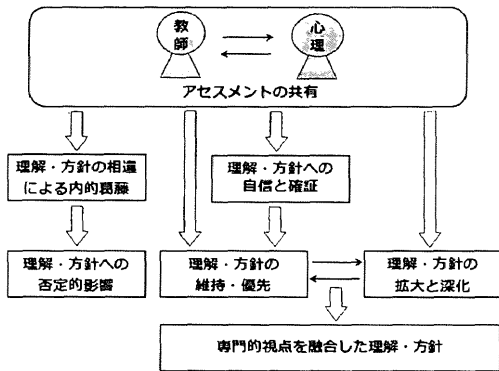 教師
心理
アセスメントの共有
理解・方針の相違
による内的葛藤
理解・方針への
自信と確証
理解・方針への
否定的影響
理解・方針の
維持・優先
理解・方針の
拡大と深化
専門的視点を融合した理解・方針